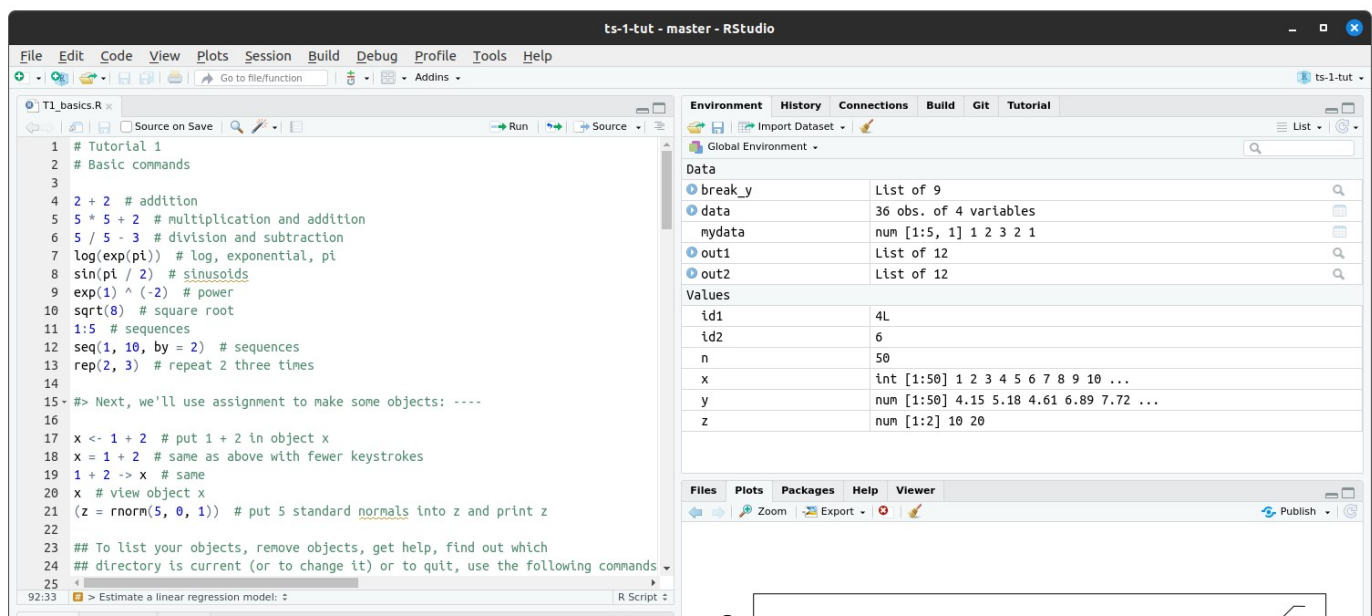 ts-1-tut - master - RStudio
File Edit Code View Plots Session Build Debug Profile Tools Help
Go to file/function Addins ts-1-tut
T1_basics.R
Source on Save Run Source
1 # Tutorial 1
2 # Basic commands
3
4 2 + 2 # addition
5 5 * 5 + 2 # multiplication and addition
6 5 / 5 - 3 # division and subtraction
7 log(exp(pi)) # log, exponential, pi
8 sin(pi / 2) # sinusoids
9 exp(1) ^ (-2) # power
10 sqrt(8) # square root
11 1:5 # sequences
12 seq(1, 10, by = 2) # sequences
13 rep(2, 3) # repeat 2 three times
14
15 #> Next, we'll use assignment to make some objects: ----
16
17 x <- 1 + 2 # put 1 + 2 in object x
18 x = 1 + 2 # same as above with fewer keystrokes
19 1 + 2 -> x # same
20 x # view object x
21 (z = rnorm(5, 0, 1)) # put 5 standard normals into z and print z
22
23 ## To list your objects, remove objects, get help, find out which
24 ## directory is current (or to change it) or to quit, use the following commands
25
92:33 # > Estimate a linear regression model: R Script
Environment History Connections Build Git Tutorial
Import Dataset List
Global Environment
Data
break_y List of 9
data 36 obs. of 4 variables
mydata num [1:5, 1] 1 2 3 2 1
out1 List of 12
out2 List of 12
Values
id1 4L
id2 6
n 50
x int [1:50] 1 2 3 4 5 6 7 8 9 10 ...
y num [1:50] 4.15 5.18 4.61 6.89 7.72 ...
z num [1:2] 10 20
Files Plots Packages Help Viewer
Zoom Export Publish